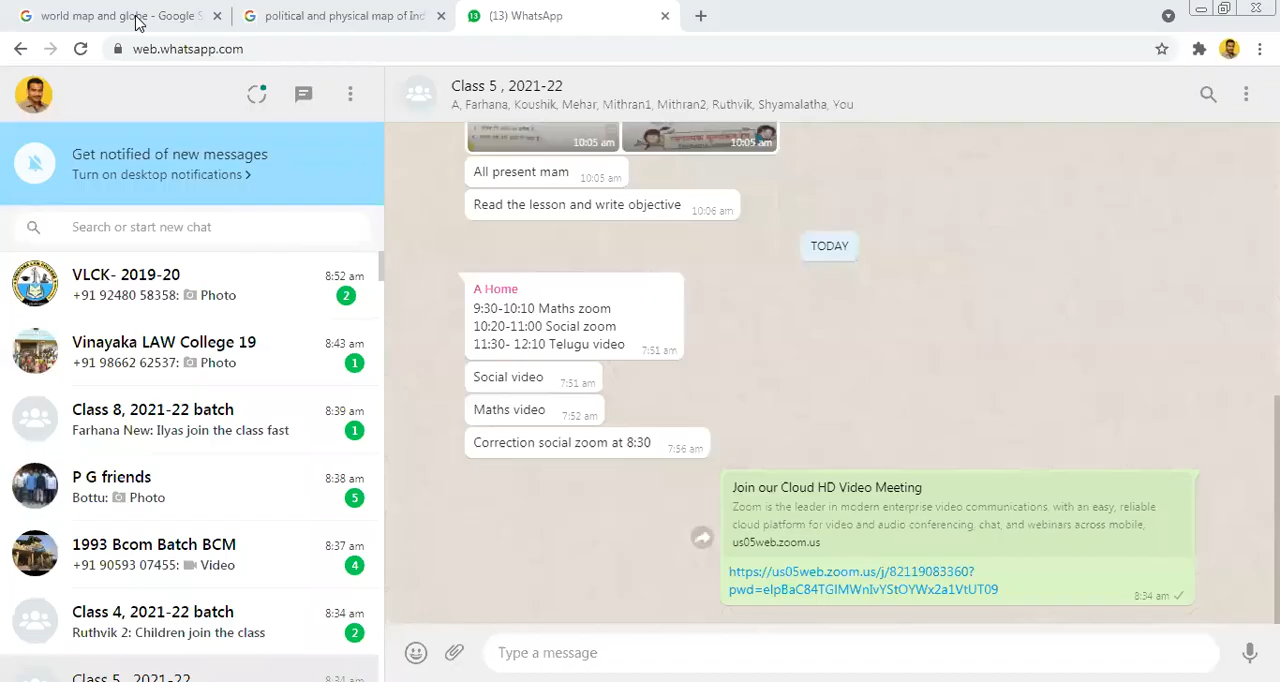 world map and globe - Google S
political and physical map of Ind
13
(13) WhatsApp
web.whatsapp.com
Class 5 , 2021-22
A, Farhana, Koushik, Mehar, Mithran1, Mithran2, Ruthvik, Shyamalatha, You
Get notified of new messages
Turn on desktop notifications >
Search or start new chat
VLCK- 2019-20
8:52 am
+91 92480 58358: Photo
2
Vinayaka LAW College 19
8:43 am
+91 98662 62537: Photo
1
Class 8, 2021-22 batch
8:39 am
Farhana New: Ilyas join the class fast
1
P G friends
8:38 am
Bottu: Photo
5
1993 Bcom Batch BCM
8:37 am
+91 90593 07455: Video
4
Class 4, 2021-22 batch
8:34 am
Ruthvik 2: Children join the class
2
Class 5 , 2021-22
8:34 am
10:05 am
10:05 am
All present mam
10:05 am
Read the lesson and write objective
10:06 am
TODAY
A Home
9:30-10:10 Maths zoom
10:20-11:00 Social zoom
11:30- 12:10 Telugu video
7:51 am
Social video
7:51 am
Maths video
7:52 am
Correction social zoom at 8:30
7:56 am
Join our Cloud HD Video Meeting
Zoom is the leader in modern enterprise video communications, with an easy, reliable
cloud platform for video and audio conferencing, chat, and webinars across mobile,
us05web.zoom.us
https://us05web.zoom.us/j/82119083360?
pwd=elpBaC84TGlMWnIvYStOYWx2a1VtUT09
8:34 am
Type a message